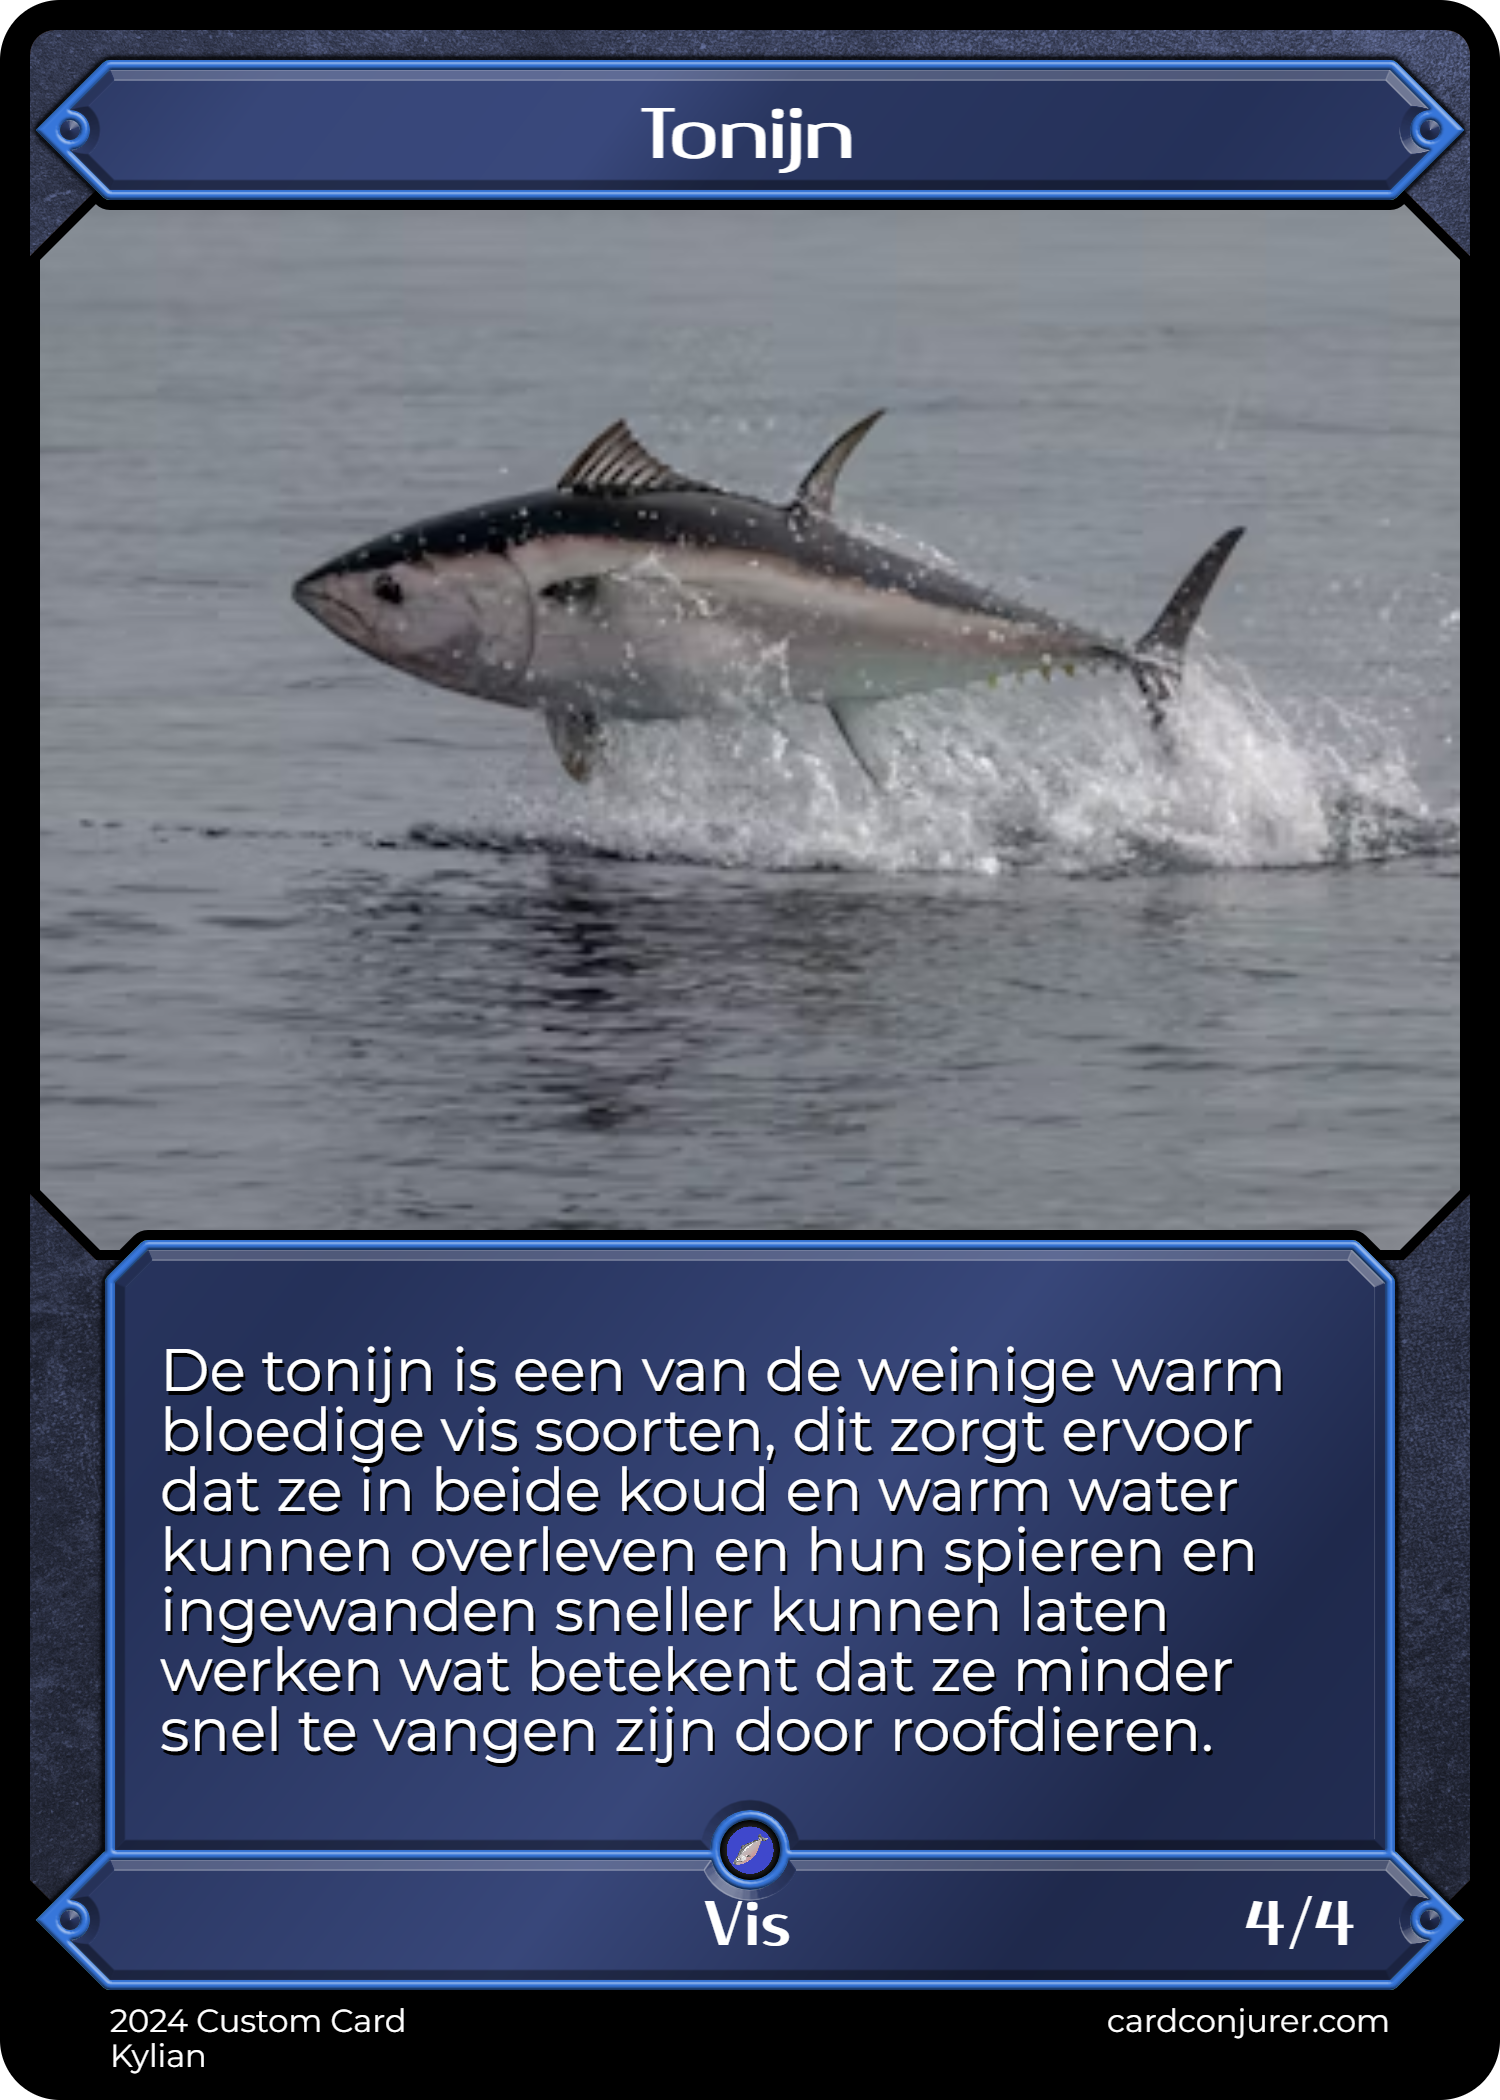 Tonijn
De tonijn is een van de weinige warm
bloedige vis soorten, dit zorgt ervoor
dat ze in beide koud en warm water
kunnen overleven en hun spieren en
ingewanden sneller kunnen laten
werken wat betekent dat ze minder
snel te vangen zijn door roofdieren.
Vis
4/4
2024 Custom Card
cardconjurer.com
Kylian